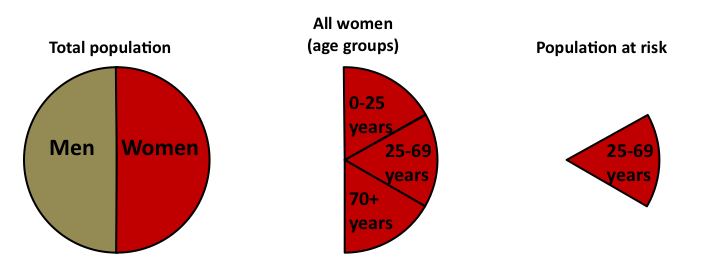 Total population
Men
Women
All women
(age groups)
0-25
years
25-69
years
70+
years
Population at risk
25-69
years